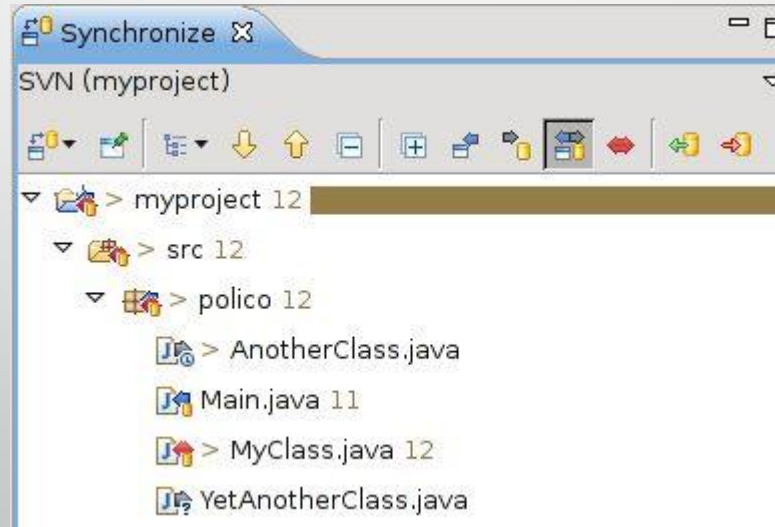 Synchronize
SVN (myproject)
> myproject 12
> src 12
> polico 12
> AnotherClass.java
Main.java 11
> MyClass.java 12
YetAnotherClass.java